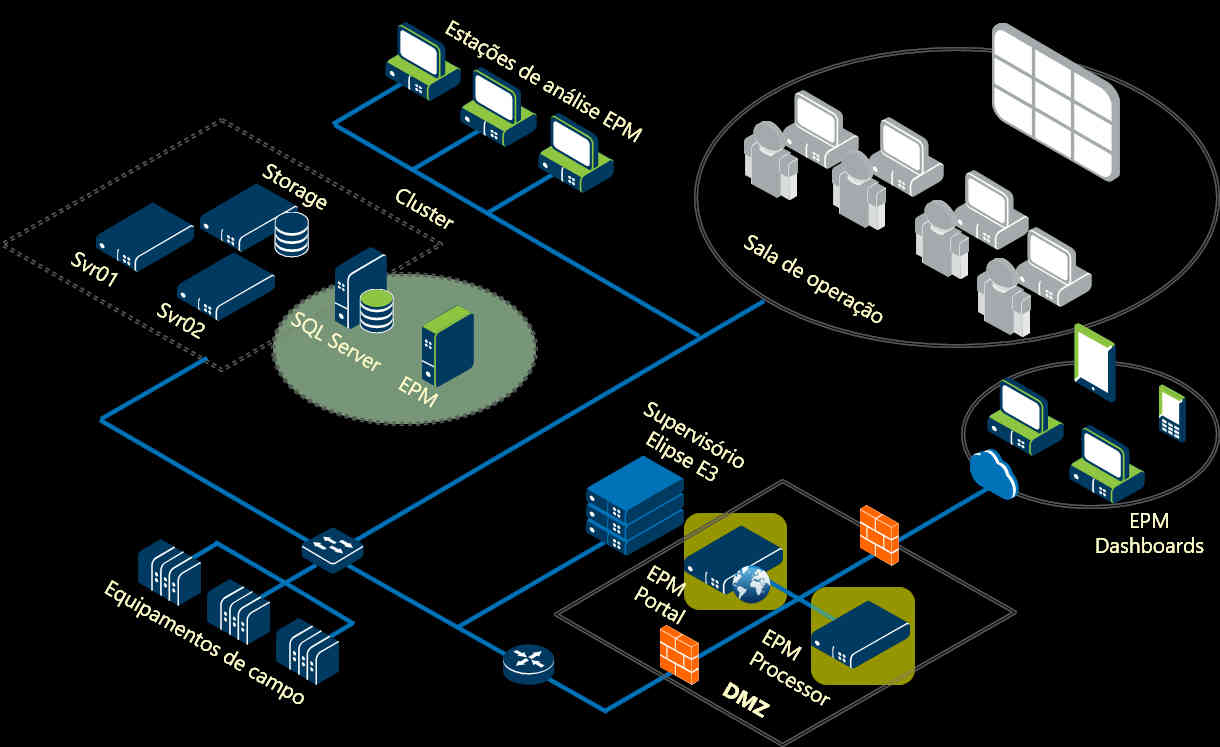 Estações de análise EPM
Storage
Cluster
Svr01
Svr02
SQL Server
EPM
Sala de operação
Supervisório
Elipse E3
EPM
Dashboards
EPM
Portal
EPM
Processor
DMZ
Equipamentos de campo